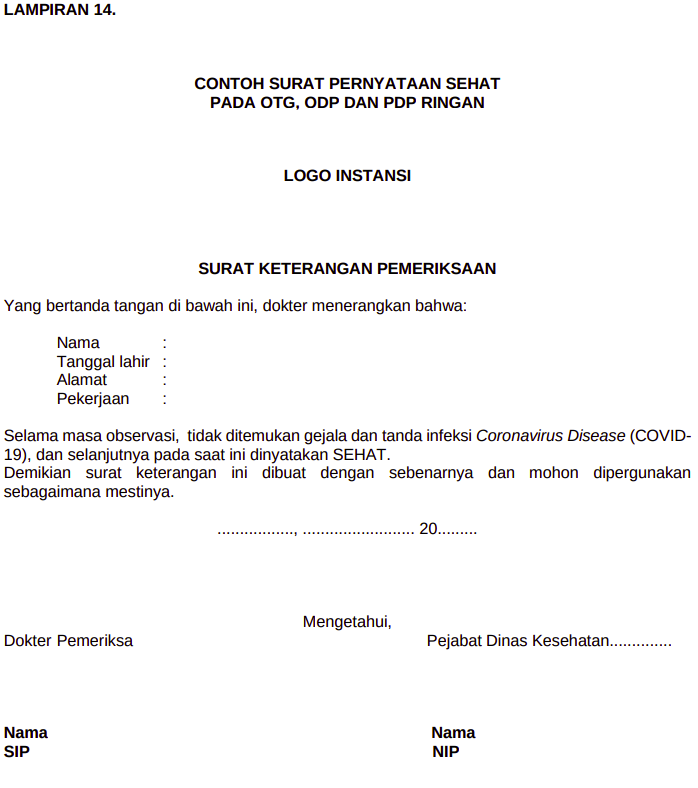 LAMPIRAN 14.
CONTOH SURAT PERNYATAAN SEHAT
PADA OTG, ODP DAN PDP RINGAN
LOGO INSTANSI
SURAT KETERANGAN PEMERIKSAAN
Yang bertanda tangan di bawah ini, dokter menerangkan bahwa:
Nama :
Tanggal lahir :
Alamat :
Pekerjaan :
Selama masa observasi, tidak ditemukan gejala dan tanda infeksi Coronavirus Disease (COVID-
19), dan selanjutnya pada saat ini dinyatakan SEHAT.
Demikian surat keterangan ini dibuat dengan sebenarnya dan mohon dipergunakan
sebagaimana mestinya.
................., ......................... 20.........
Mengetahui,
Dokter Pemeriksa Pejabat Dinas Kesehatan..............
Nama Nama
SIP NIP